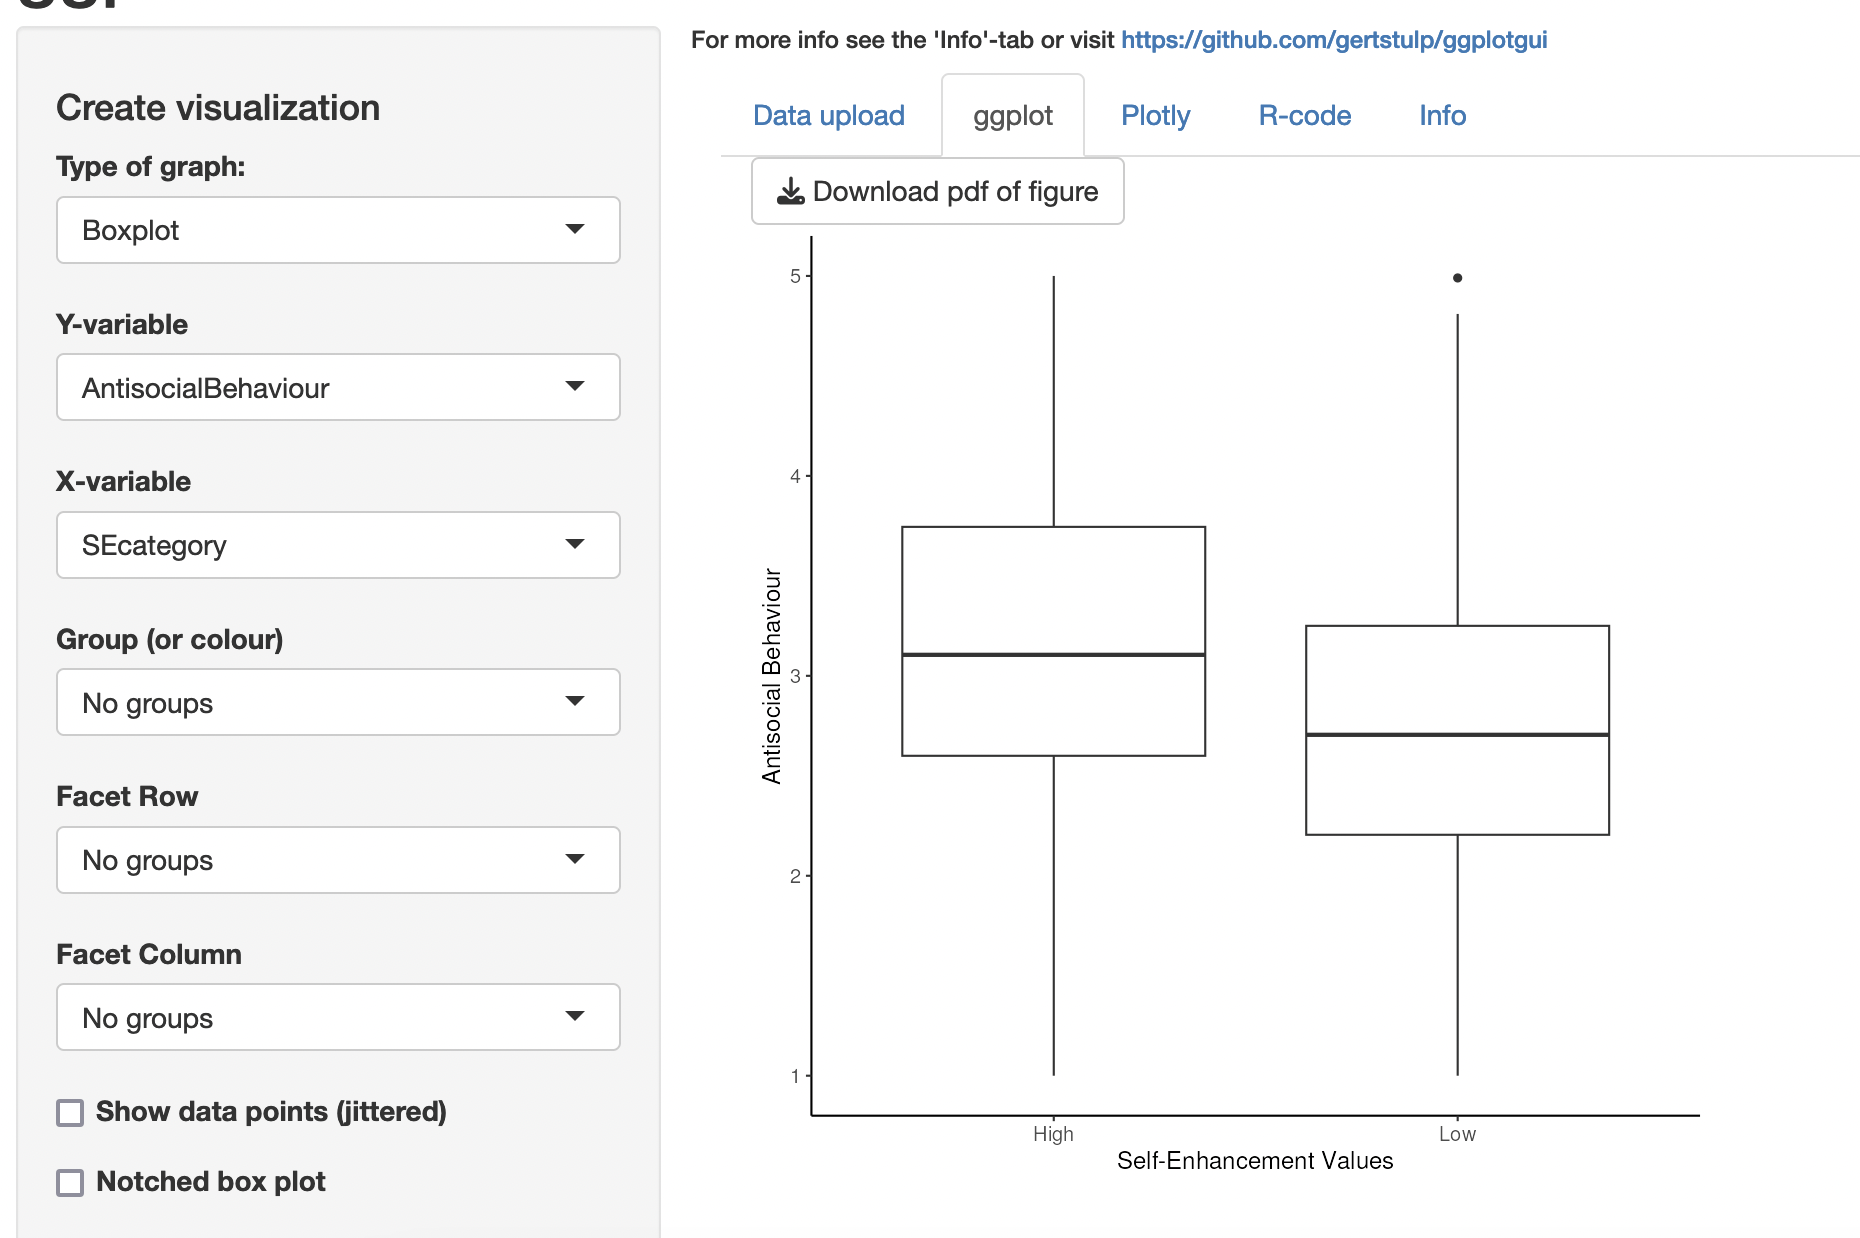 Create visualization
Type of graph:
Boxplot
Y-variable
AntisocialBehaviour
X-variable
SEcategory
Group (or colour)
No groups
Facet Row
No groups
Facet Column
No groups
Show data points (jittered)
Notched box plot
For more info see the 'Info'-tab or visit https://github.com/gertstulp/ggplotgui
Data upload ggplot Plotly R-code Info
Download pdf of figure
5
4
3
2
1
Antisocial Behaviour
High Low
Self-Enhancement Values